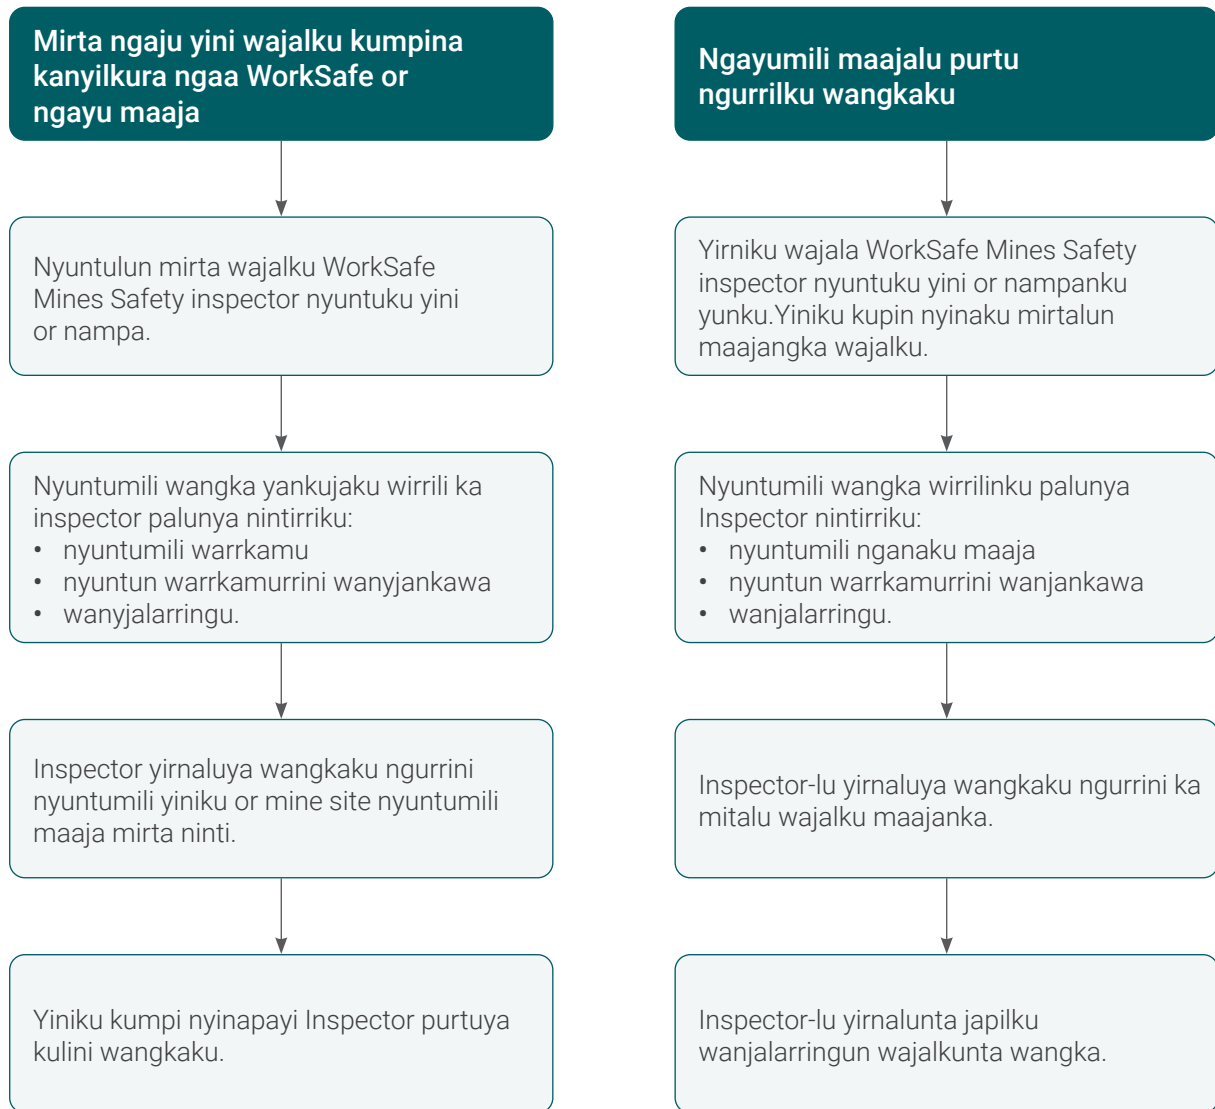 Mirta ngaju yini wajalku kumpina
kanyilkura ngaa WorkSafe or
ngayu maaja
Nyuntulun mirta wajalku WorkSafe
Mines Safety inspector nyuntuku yini
or nampa.
Nyuntumili wangka yankujaku wirrili ka
inspector palunya nintirriku:
• nyuntumili warrkamu
• nyuntun warrkamurrini wanyjankawa
• wanyjalarringu.
Inspector yirnaluya wangkaku ngurrini
nyuntumili yiniku or mine site nyuntumili
maaja mirta ninti.
Yiniku kumpi nyinapayi Inspector purtuya
kulini wangkaku.
Ngayumili maajalu purtu
ngurrilku wangkaku
Yirniku wajala WorkSafe Mines Safety
inspector nyuntuku yini or nampanku
yunku.Yiniku kupin nyinaku mirtalun
maajangka wajalku.
Nyuntumili wangka wirrilinku palunya
Inspector nintirriku:
• nyuntumili nganaku maaja
• nyuntun warrkamurrini wanjankawa
• wanjalarringu.
Inspector-lu yirnaluya wangkaku ngurrini ka
mitalu wajalku maajanka.
Inspector-lu yirnalunta japilku
wanjalarringun wajalkunta wangka.